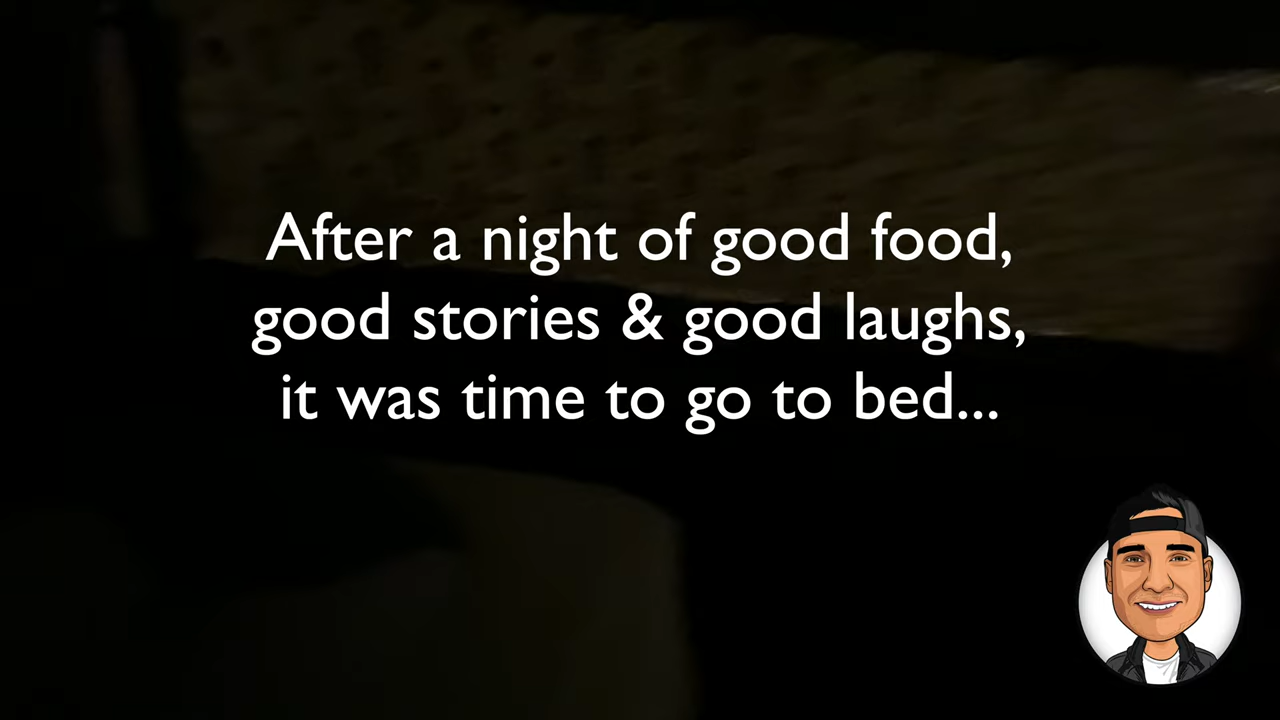 After a night of good food,
good stories & good laughs,
it was time to go to bed...